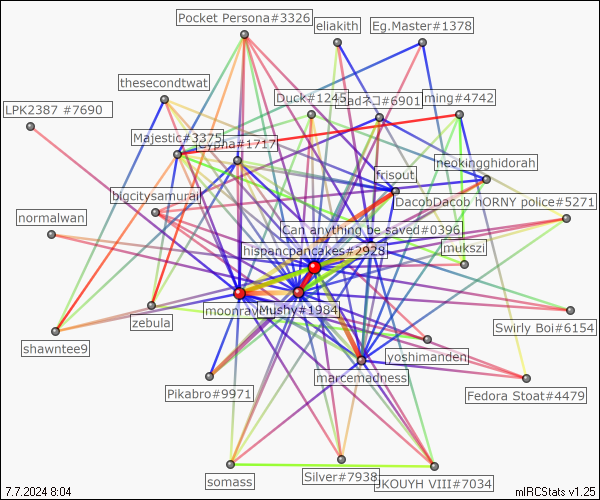 Pocket Persona#3326
eliakith
Eg.Master#1378
thesecondtwat
Duck#1245
adネコ#6901
ming#4742
LPK2387 #7690
Majestic#3375
#1717
neokingghidorah
frisout
bigcitysamurai
DacobDacob hORNY police#5271
normalwan
Can anything be saved#0396
hispancpancakes#2928
mukszi
moonray
Mushy#1984
zebula
Swirly Boi#6154
shawntee9
yoshimanden
marcemadness
Pikabro#9971
Fedora Stoat#4479
somass
Silver#7938
JKOUYH VIII#7034
7.7.2024 8:04
mIRCStats v1.25